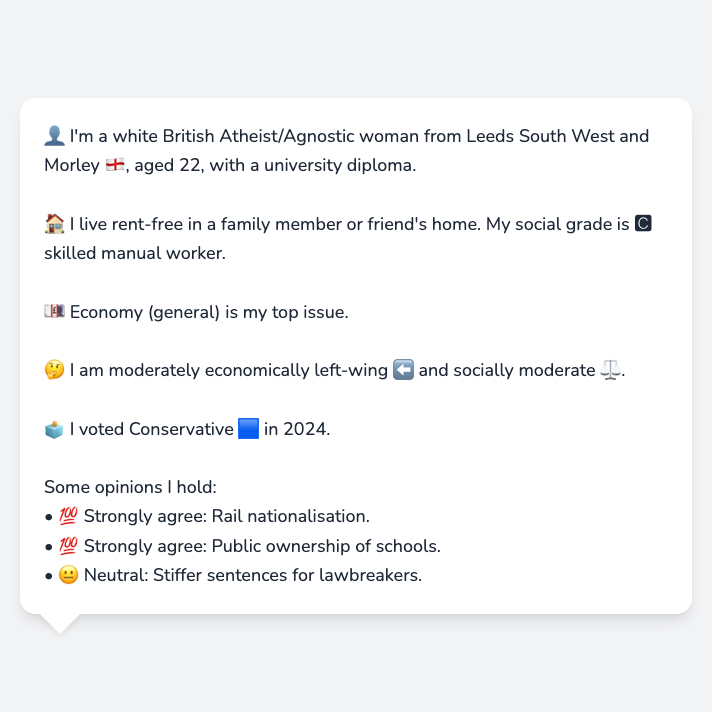 👤 I'm a white British Atheist/Agnostic woman from Leeds South West and
Morley 🏴󠁧󠁢󠁥󠁮󠁧󠁿, aged 22, with a university diploma.
🏠 I live rent-free in a family member or friend's home. My social grade is 🅲
skilled manual worker.
💷 Economy (general) is my top issue.
🤔 I am moderately economically left-wing ⬅️ and socially moderate ⚖️.
🗳️ I voted Conservative 🟦 in 2024.
Some opinions I hold:
• 💯 Strongly agree: Rail nationalisation.
• 💯 Strongly agree: Public ownership of schools.
• 😐 Neutral: Stiffer sentences for lawbreakers.